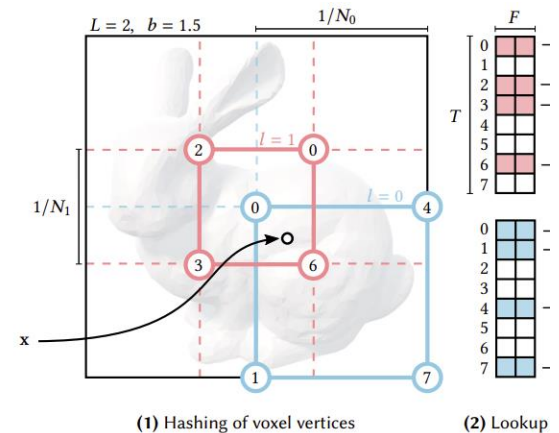 L = 2, b = 1.5
1/N₀
F
T
0
1
2
3
4
5
6
7
2
0
l = 1
1/N₁
0
l = 0
4
3
6
x
1
7
0
1
2
3
4
5
6
7
(1) Hashing of voxel vertices
(2) Lookup